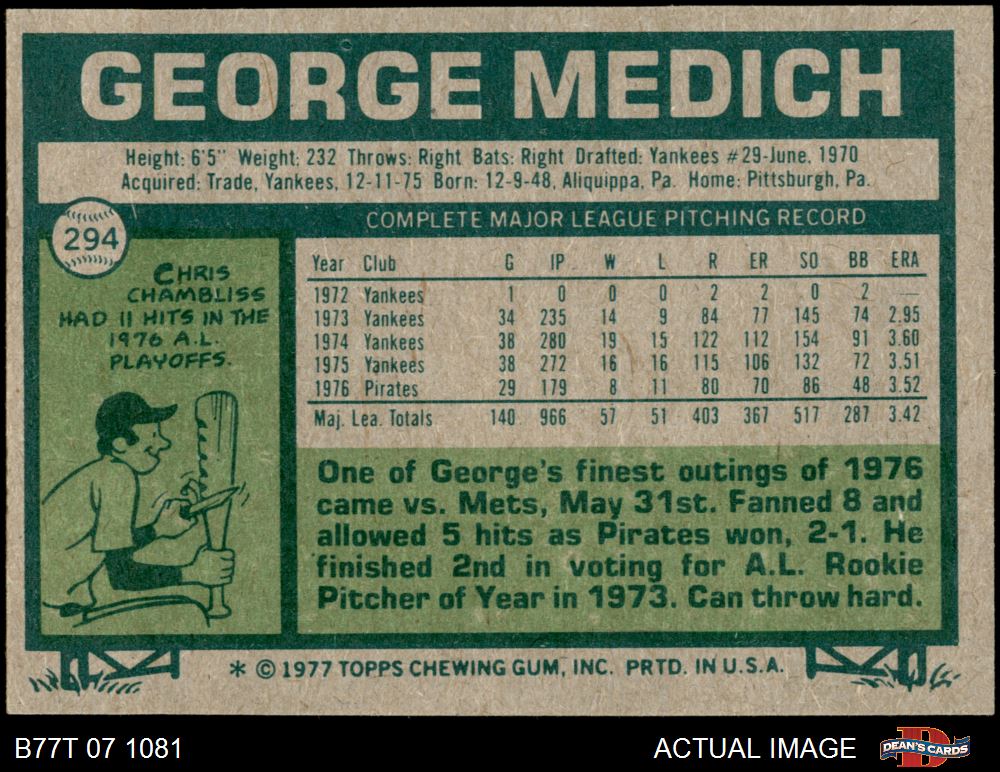 GEORGE MEDICH
Height: 6'5" Weight: 232 Throws: Right Bats: Right Drafted: Yankees #29-June, 1970
Acquired: Trade, Yankees, 12-11-75 Born: 12-9-48, Aliquippa, Pa. Home: Pittsburgh, Pa.
294
COMPLETE MAJOR LEAGUE PITCHING RECORD
CHRIS
CHAMBLISS
HAD 11 HITS IN THE
1976 A.L.
PLAYOFFS.
Year Club G IP W L R ER SO BB ERA
1972 Yankees 1 0 0 0 2 2 0 2 —
1973 Yankees 34 235 14 9 84 77 145 74 2.95
1974 Yankees 38 280 19 15 122 112 154 91 3.60
1975 Yankees 38 272 16 16 115 106 132 72 3.51
1976 Pirates 29 179 8 11 80 70 86 48 3.52
Maj. Lea. Totals 140 966 57 51 403 367 517 287 3.42
One of George's finest outings of 1976
came vs. Mets, May 31st. Fanned 8 and
allowed 5 hits as Pirates won, 2-1. He
finished 2nd in voting for A.L. Rookie
Pitcher of Year in 1973. Can throw hard.
* © 1977 TOPPS CHEWING GUM, INC. PRTD. IN U.S.A.
B77T 07 1081
ACTUAL IMAGE
D
DEAN'S CARDS